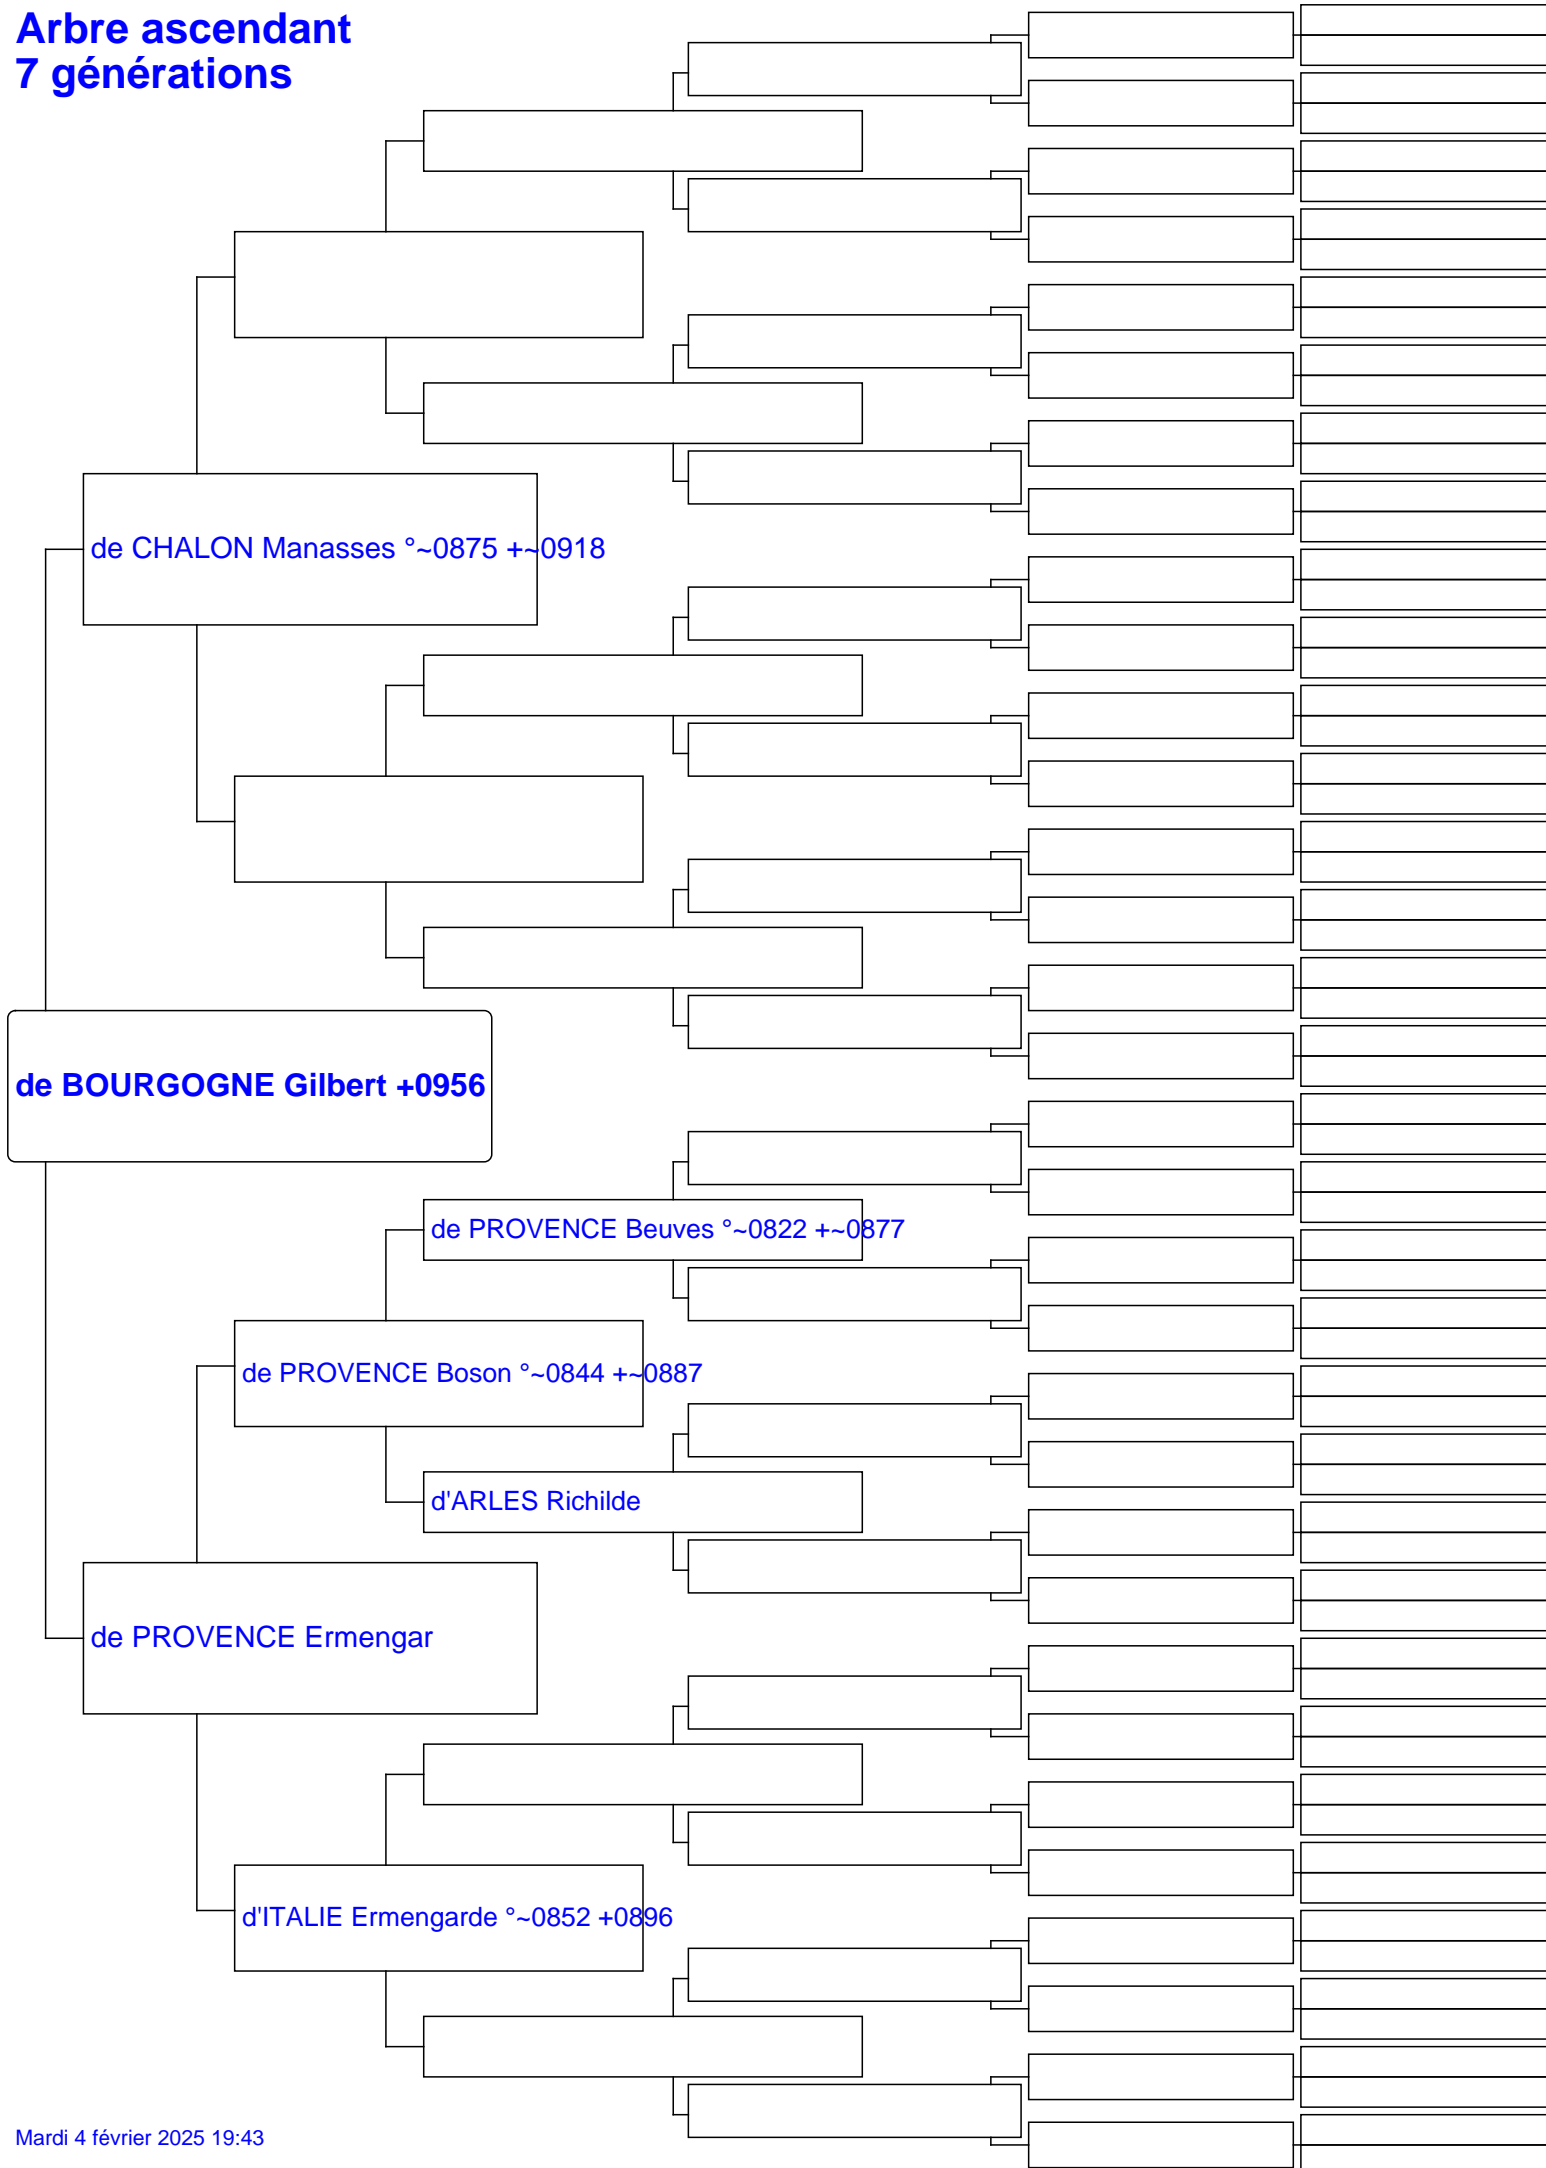 Arbre ascendant
7 générations
de CHALON Manasses °~0875 +~0918
de BOURGOGNE Gilbert +0956
de PROVENCE Beuves °~0822 +~0877
de PROVENCE Boson °~0844 +~0887
d'ARLES Richilde
de PROVENCE Ermengar
d'ITALIE Ermengarde °~0852 +0896
Mardi 4 février 2025 19:43